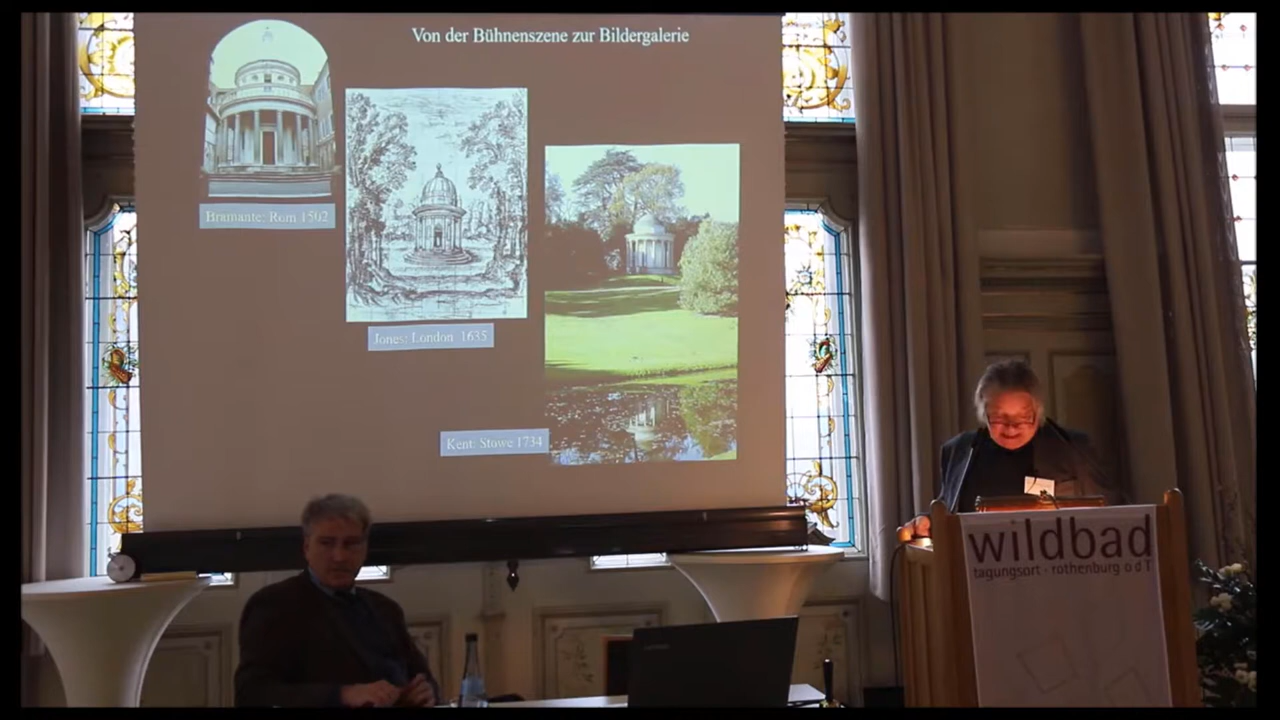 Von der Bühnenszene zur Bildergalerie
Bramante: Rom 1502
Jones: London 1635
Kent: Stowe 1734
wildbad
tagungsort · rothenburg o d T